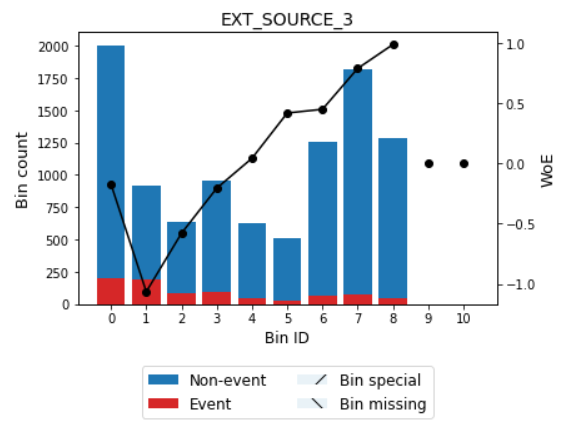 EXT_SOURCE_3
2000
1750
1500
1250
1000
750
500
250
0
Bin count
1.0
0.5
0.0
−0.5
−1.0
WoE
0 1 2 3 4 5 6 7 8 9 10
Bin ID
Non-event Bin special
Event Bin missing